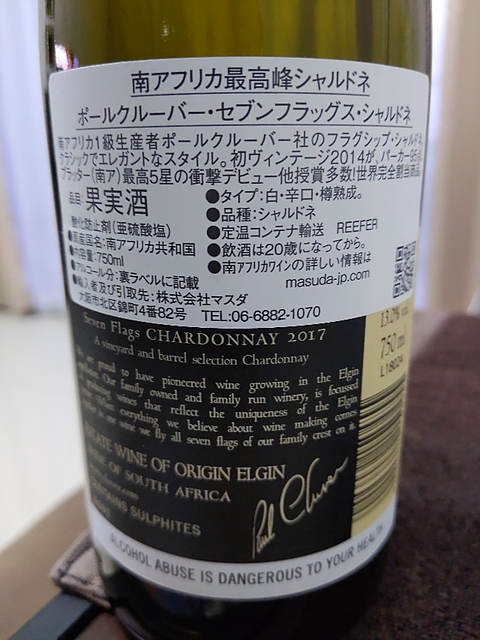 南アフリカ最高峰シャルドネ
ポールクルーバー・セブンフラッグス・シャルドネ
南アフリカ1級生産者ポールクルーバー社のフラグシップ・シャルドネ
クラシックでエレガントなスタイル。初ヴィンテージ2014が、パーカー95点
プラッター(南ア)最高5星の衝撃デビュー他授賞多数!世界完全割当商品
品目:果実酒
酸化防止剤(亜硫酸塩)
●原産国名:南アフリカ共和国
●内容量:750ml
●アルコール分:裏ラベルに記載
●輸入者及び引取先:株式会社マスダ
大阪市北区錦町4番82号 TEL:06-6882-1070
●タイプ:白・辛口・樽熟成。
●品種:シャルドネ
●定温コンテナ輸送 REEFER
●飲酒は20歳になってから。
●南アフリカワインの詳しい情報は
masuda-jp.com
Seven Flags CHARDONNAY 2017
A vineyard and barrel selection Chardonnay
proud to have pioneered wine growing in the Elgin
Our family owned and family run winery, is focussed
wines that reflect the uniqueness of the Elgin
When everything we believe about wine making comes
in one wine we fly all seven flags of our family crest on it.
WINE OF ORIGIN ELGIN
OF SOUTH AFRICA
CONTAINS SULPHITES
Paul Cluver
13.0% vol
750 ml
L18024
ALCOHOL ABUSE IS DANGEROUS TO YOUR HEALTH